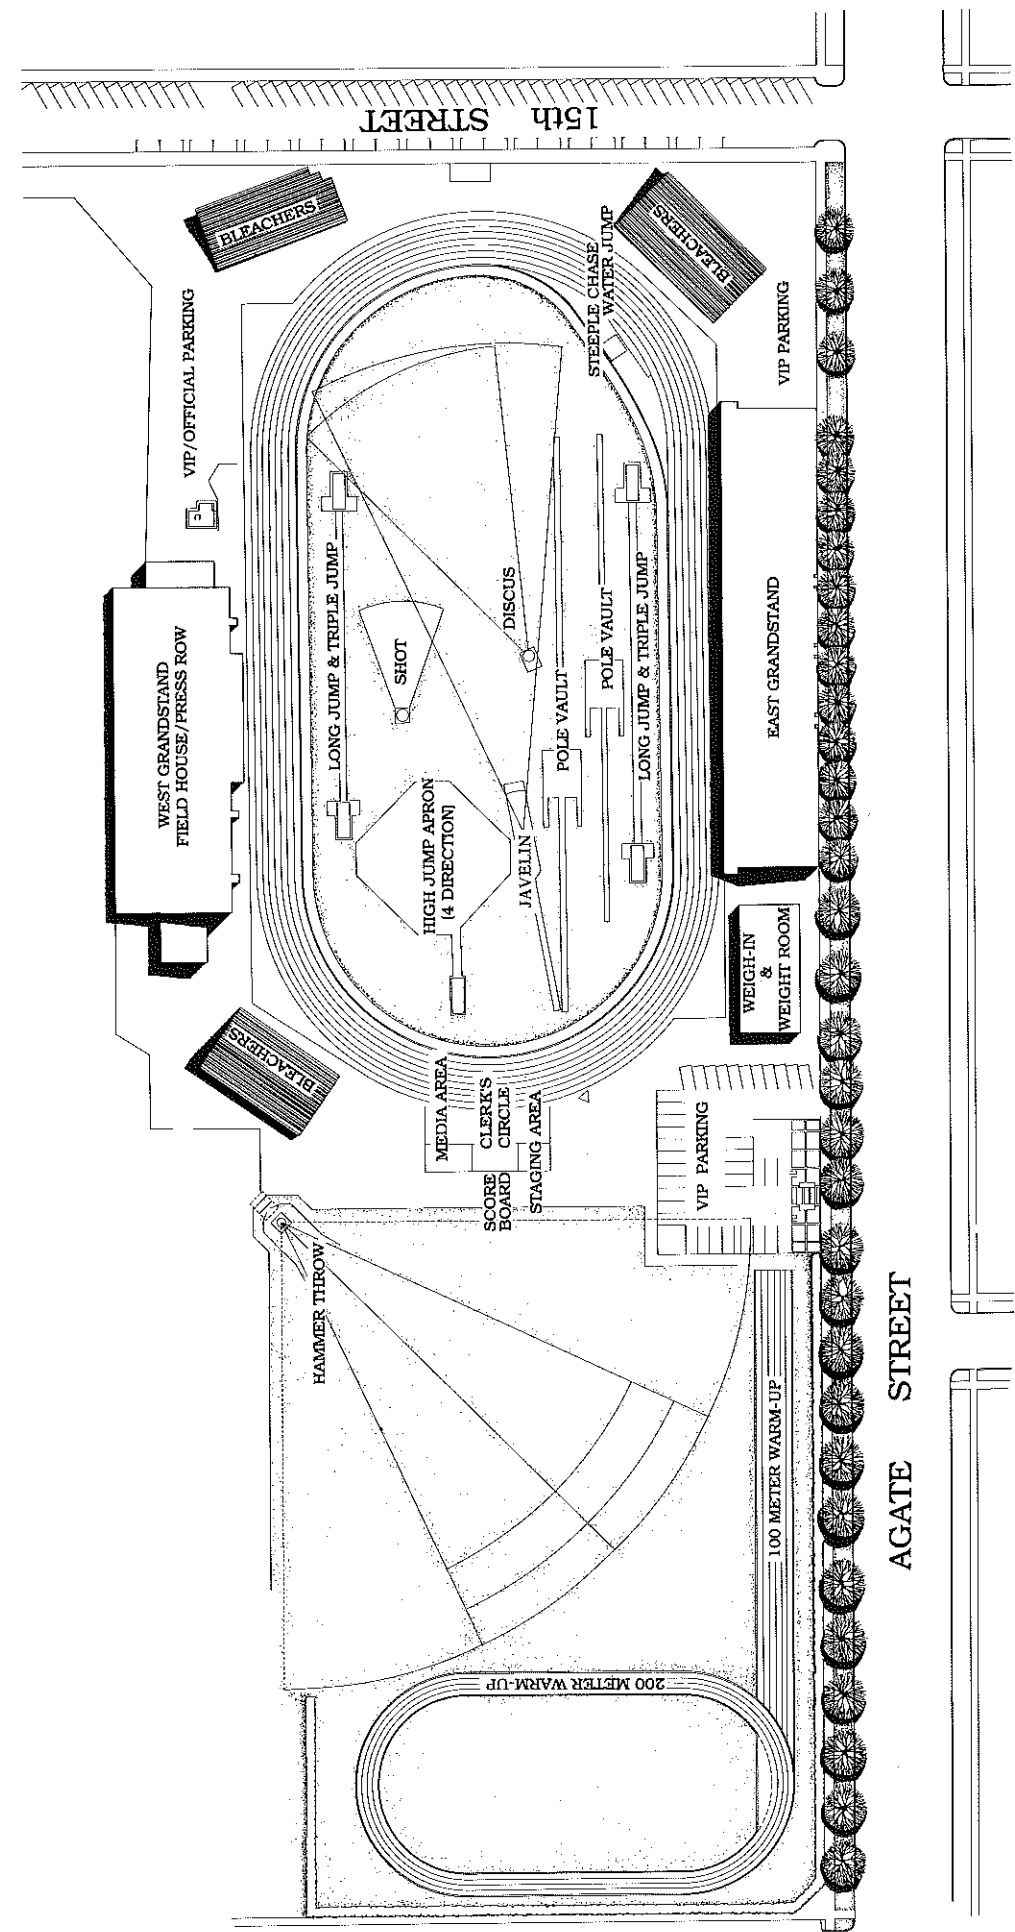 15th STREET
BLEACHERS
BLEACHERS
STEEPLE CHASE
WATER JUMP
VIP PARKING
VIP/OFFICIAL PARKING
c
WEST GRANDSTAND
FIELD HOUSE/PRESS ROW
LONG JUMP & TRIPLE JUMP
SHOT
DISCUS
POLE VAULT
POLE VAULT
LONG JUMP & TRIPLE JUMP
EAST GRANDSTAND
HIGH JUMP APRON
(4 DIRECTION)
JAVELIN
WEIGH-IN
&
WEIGHT ROOM
BLEACHERS
MEDIA AREA
CLERK'S
CIRCLE
STAGING AREA
SCORE
BOARD
VIP PARKING
HAMMER THROW
100 METER WARM-UP
200 METER WARM-UP
AGATE STREET